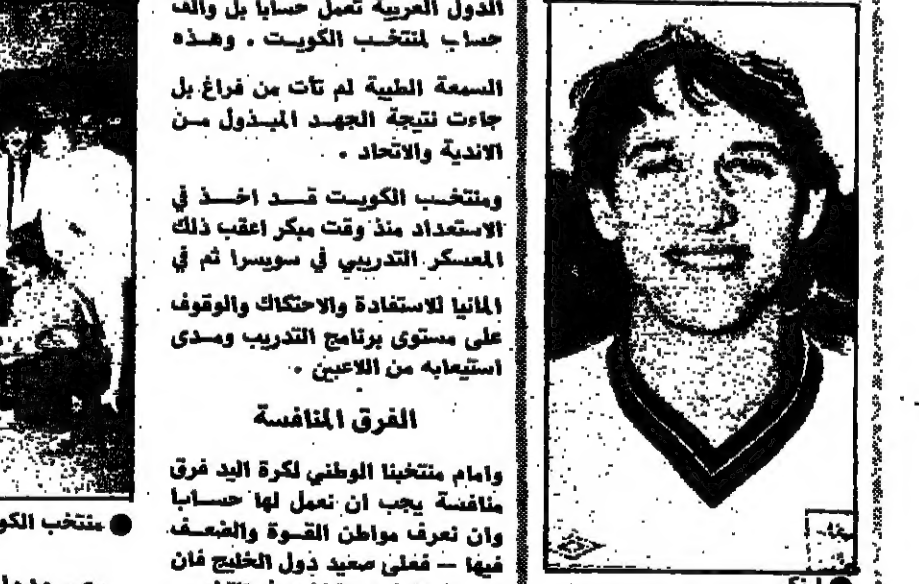 الدول العربية تعمل حسابا بل والف
حساب لمنتخب الكويت . وهذه
السمعة الطيبة لم تأت من فراغ بل
جاءت نتيجة الجهد المبذول من
الاندية والاتحاد .
ومنتخب الكويت قد اخذ في
الاستعداد منذ وقت مبكر اعقب ذلك
المعسكر التدريبي في سويسرا ثم في
المانيا للاستفادة والاحتكاك والوقوف
على مستوى برنامج التدريب ومدى
استيعابه من اللاعبين .
الفرق المنافسة
وامام منتخبنا الوطني لكرة اليد فرق
منافسة يجب ان نعمل لها حسابا
وان نعرف مواطن القوة والضعف
فيها — فعلى صعيد دول الخليج فان
● منتخب